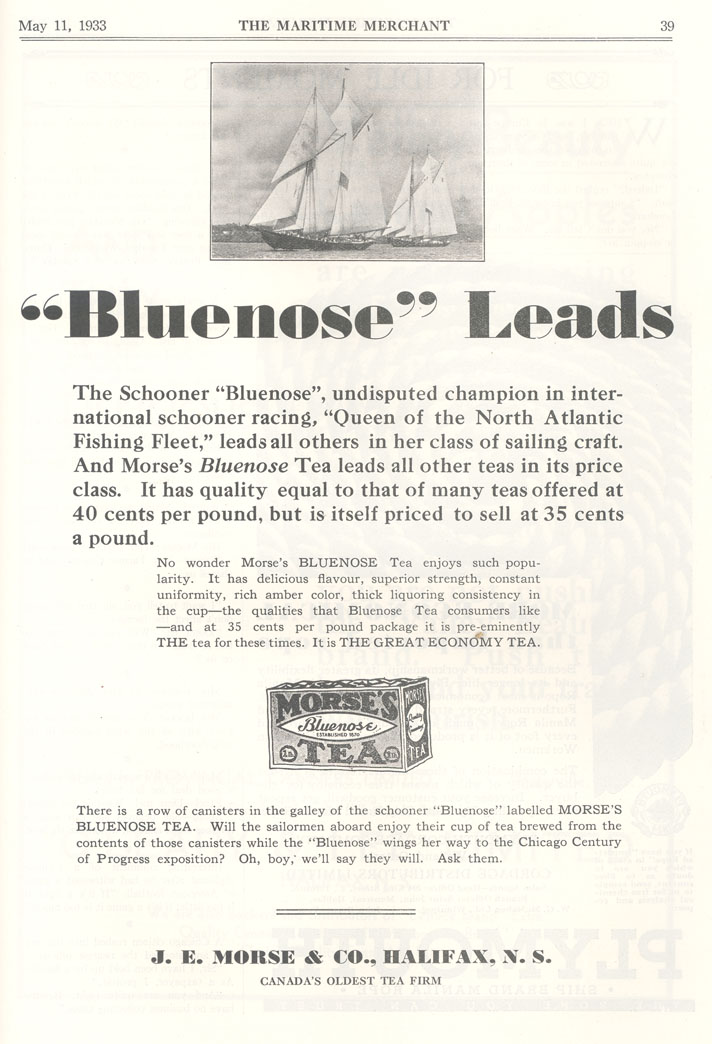 May 11, 1933 THE MARITIME MERCHANT 39
“Bluenose” Leads
The Schooner “Bluenose”, undisputed champion in inter-
national schooner racing, “Queen of the North Atlantic
Fishing Fleet,” leads all others in her class of sailing craft.
And Morse's Bluenose Tea leads all other teas in its price
class. It has quality equal to that of many teas offered at
40 cents per pound, but is itself priced to sell at 35 cents
a pound.
No wonder Morse's BLUENOSE Tea enjoys such popu-
larity. It has delicious flavour, superior strength, constant
uniformity, rich amber color, thick liquoring consistency in
the cup—the qualities that Bluenose Tea consumers like
—and at 35 cents per pound package it is pre-eminently
THE tea for these times. It is THE GREAT ECONOMY TEA.
MORSE'S
Bluenose
ESTABLISHED 1870
TEA
MORSE'S
TEA
There is a row of canisters in the galley of the schooner “Bluenose” labelled MORSE'S
BLUENOSE TEA. Will the sailormen aboard enjoy their cup of tea brewed from the
contents of those canisters while the “Bluenose” wings her way to the Chicago Century
of Progress exposition? Oh, boy, we'll say they will. Ask them.
J. E. MORSE & CO., HALIFAX, N. S.
CANADA'S OLDEST TEA FIRM